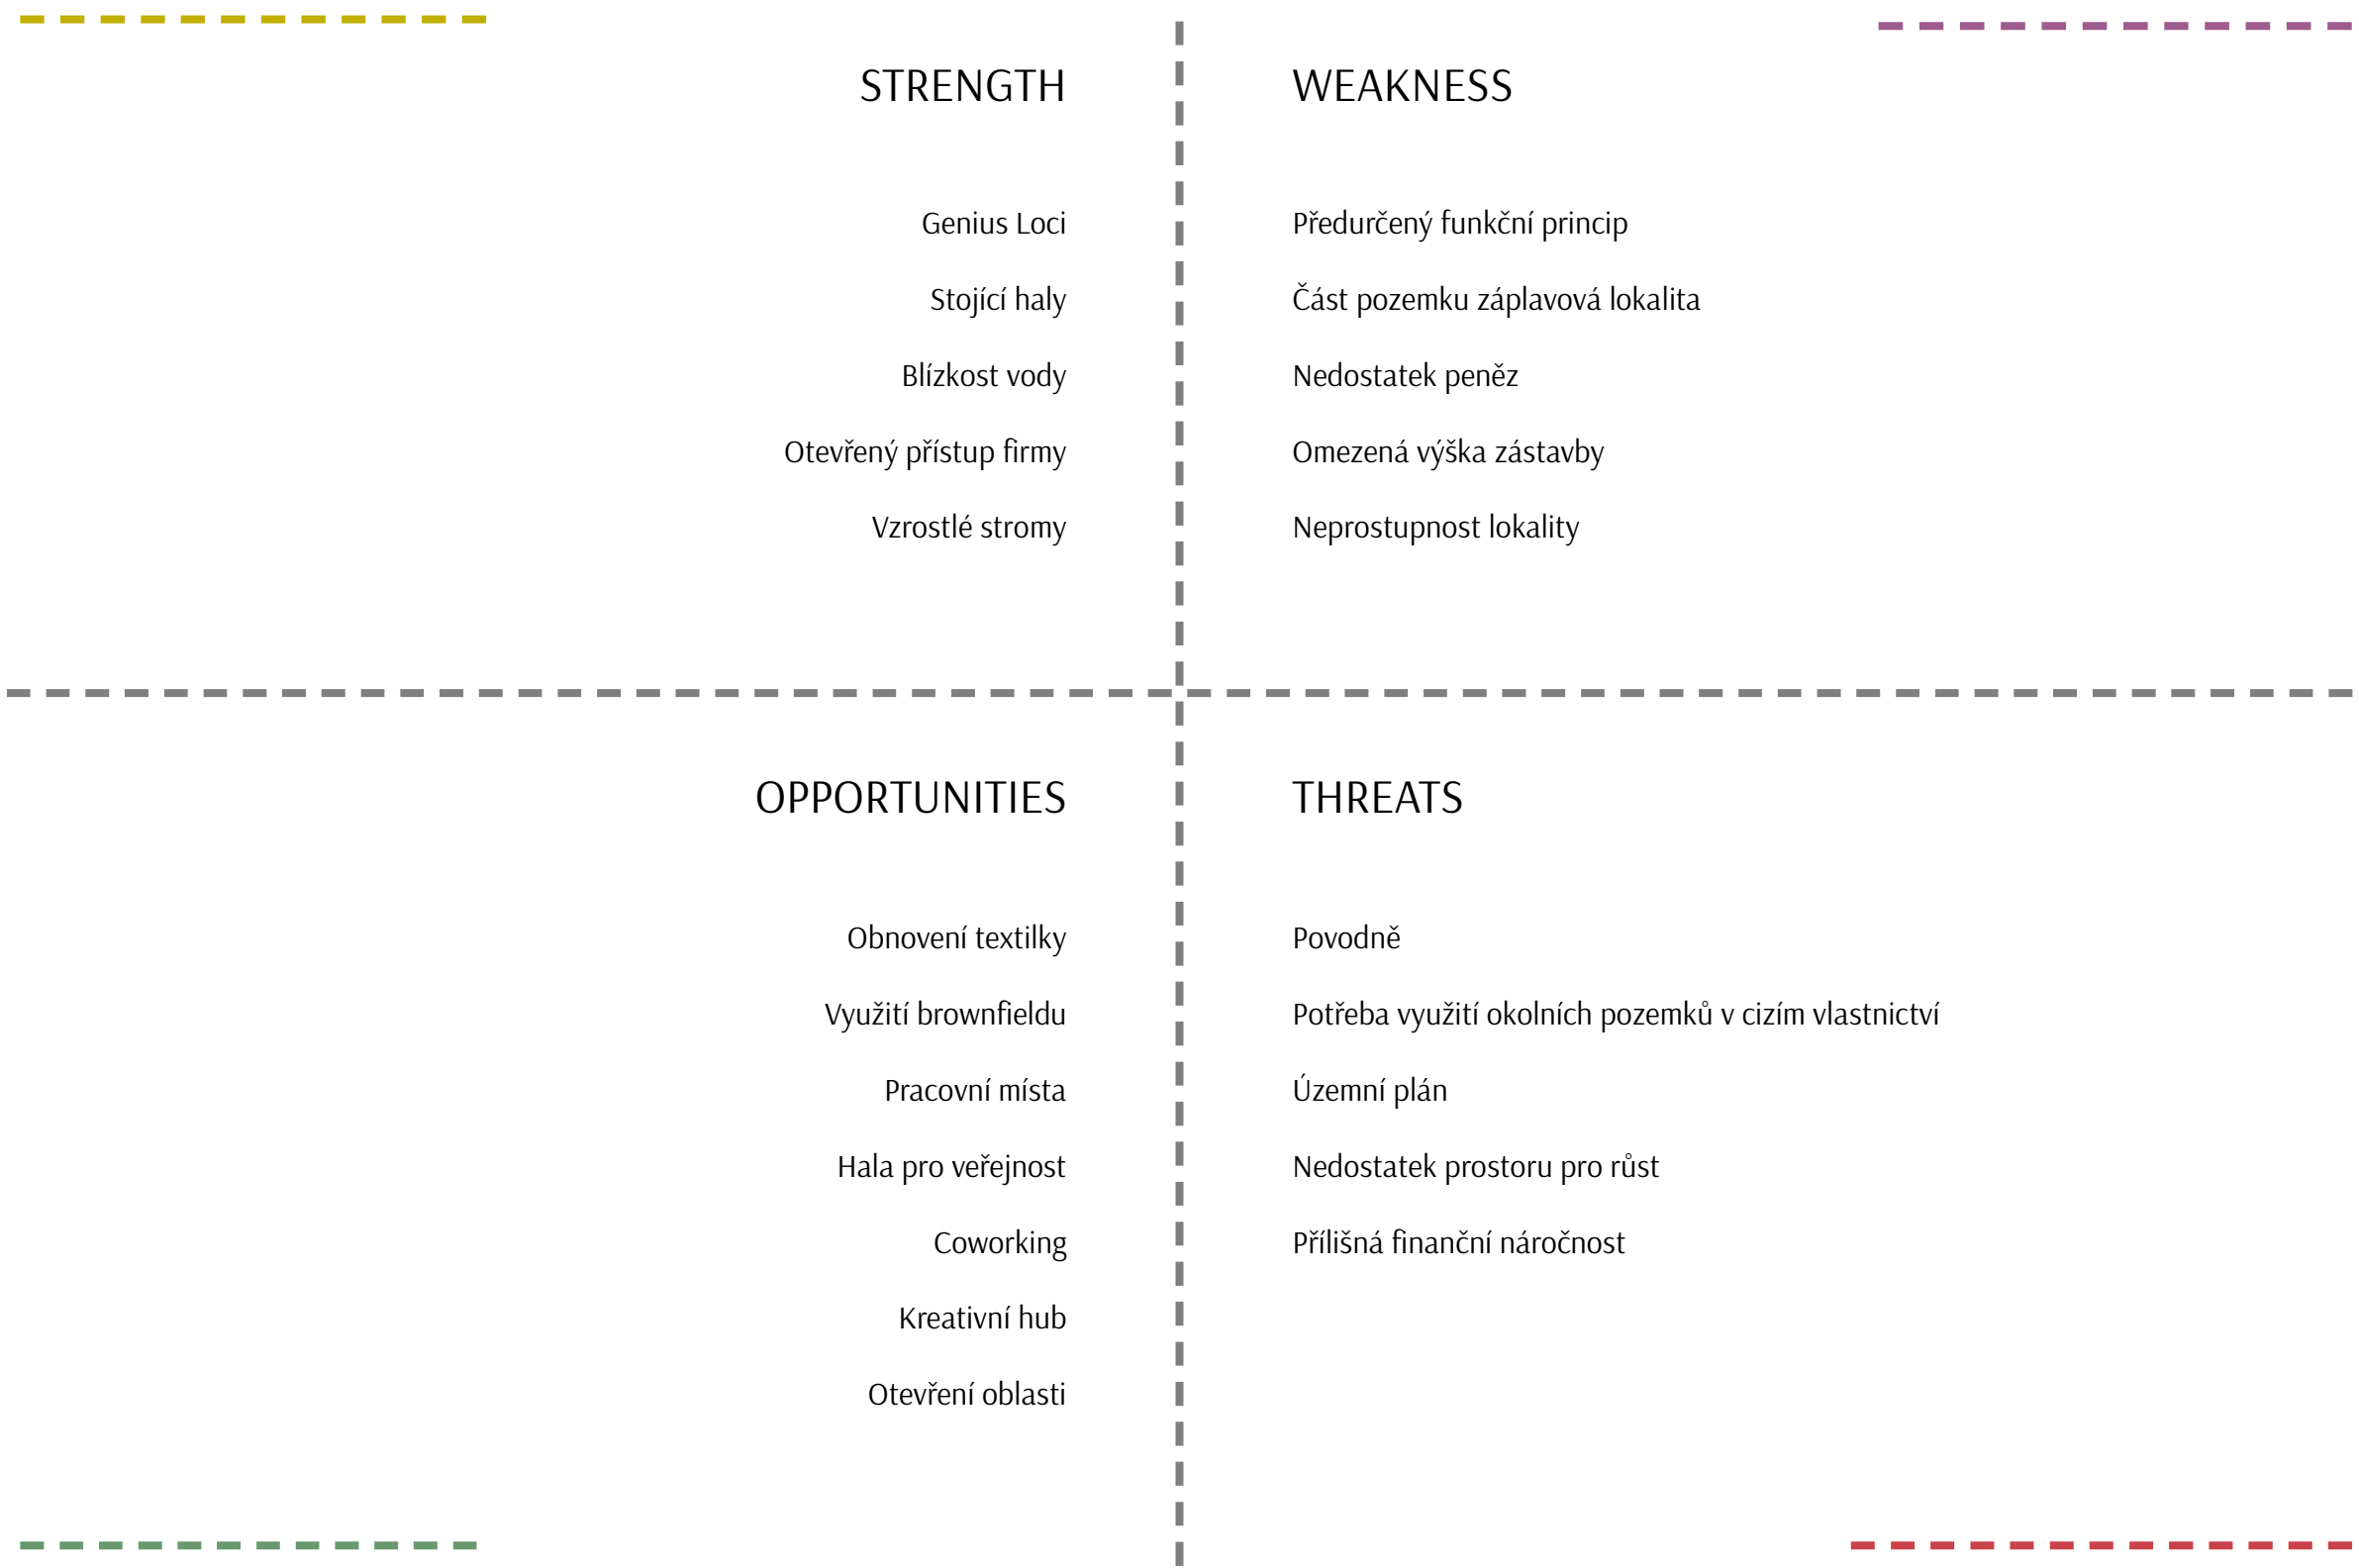 STRENGTH
Genius Loci
Stojící haly
Blízkost vody
Otevřený přístup firmy
Vzrostlé stromy
WEAKNESS
Předurčený funkční princip
Část pozemku záplavová lokalita
Nedostatek peněz
Omezená výška zástavby
Neprostupnost lokality
OPPORTUNITIES
Obnovení textilky
Využití brownfieldu
Pracovní místa
Hala pro veřejnost
Coworking
Kreativní hub
Otevření oblasti
THREATS
Povodně
Potřeba využití okolních pozemků v cizím vlastnictví
Územní plán
Nedostatek prostoru pro růst
Přílišná finanční náročnost